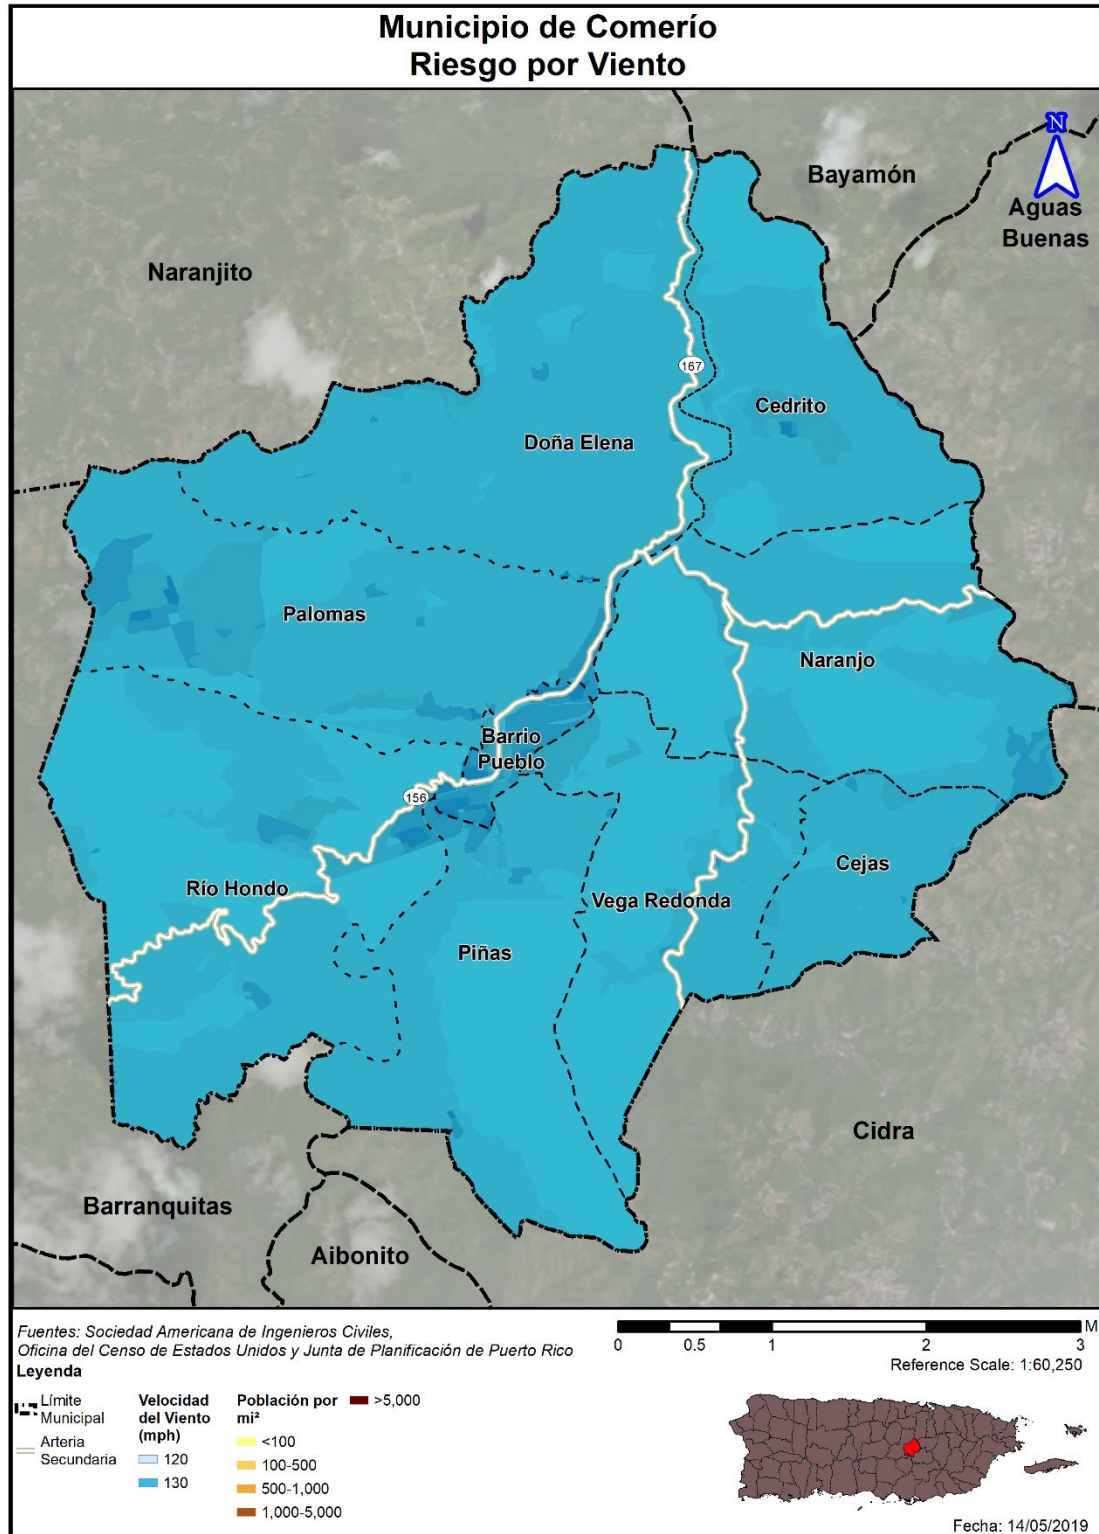 Municipio de Comerío
Riesgo por Viento
N
Bayamón
Aguas
Buenas
Naranjito
167
Cedrito
Doña Elena
Palomas
Naranjo
Barrio
Pueblo
156
Cejas
Río Hondo
Vega Redonda
Piñas
Cidra
Barranquitas
Aibonito
Fuentes: Sociedad Americana de Ingenieros Civiles,
Oficina del Censo de Estados Unidos y Junta de Planificación de Puerto Rico
M
0 0.5 1 2 3
Reference Scale: 1:60,250
Leyenda
Límite
Municipal
Arteria
Secundaria
Velocidad
del Viento
(mph)
120
130
Población por
mi²
<100
100-500
500-1,000
1,000-5,000
>5,000
Fecha: 14/05/2019